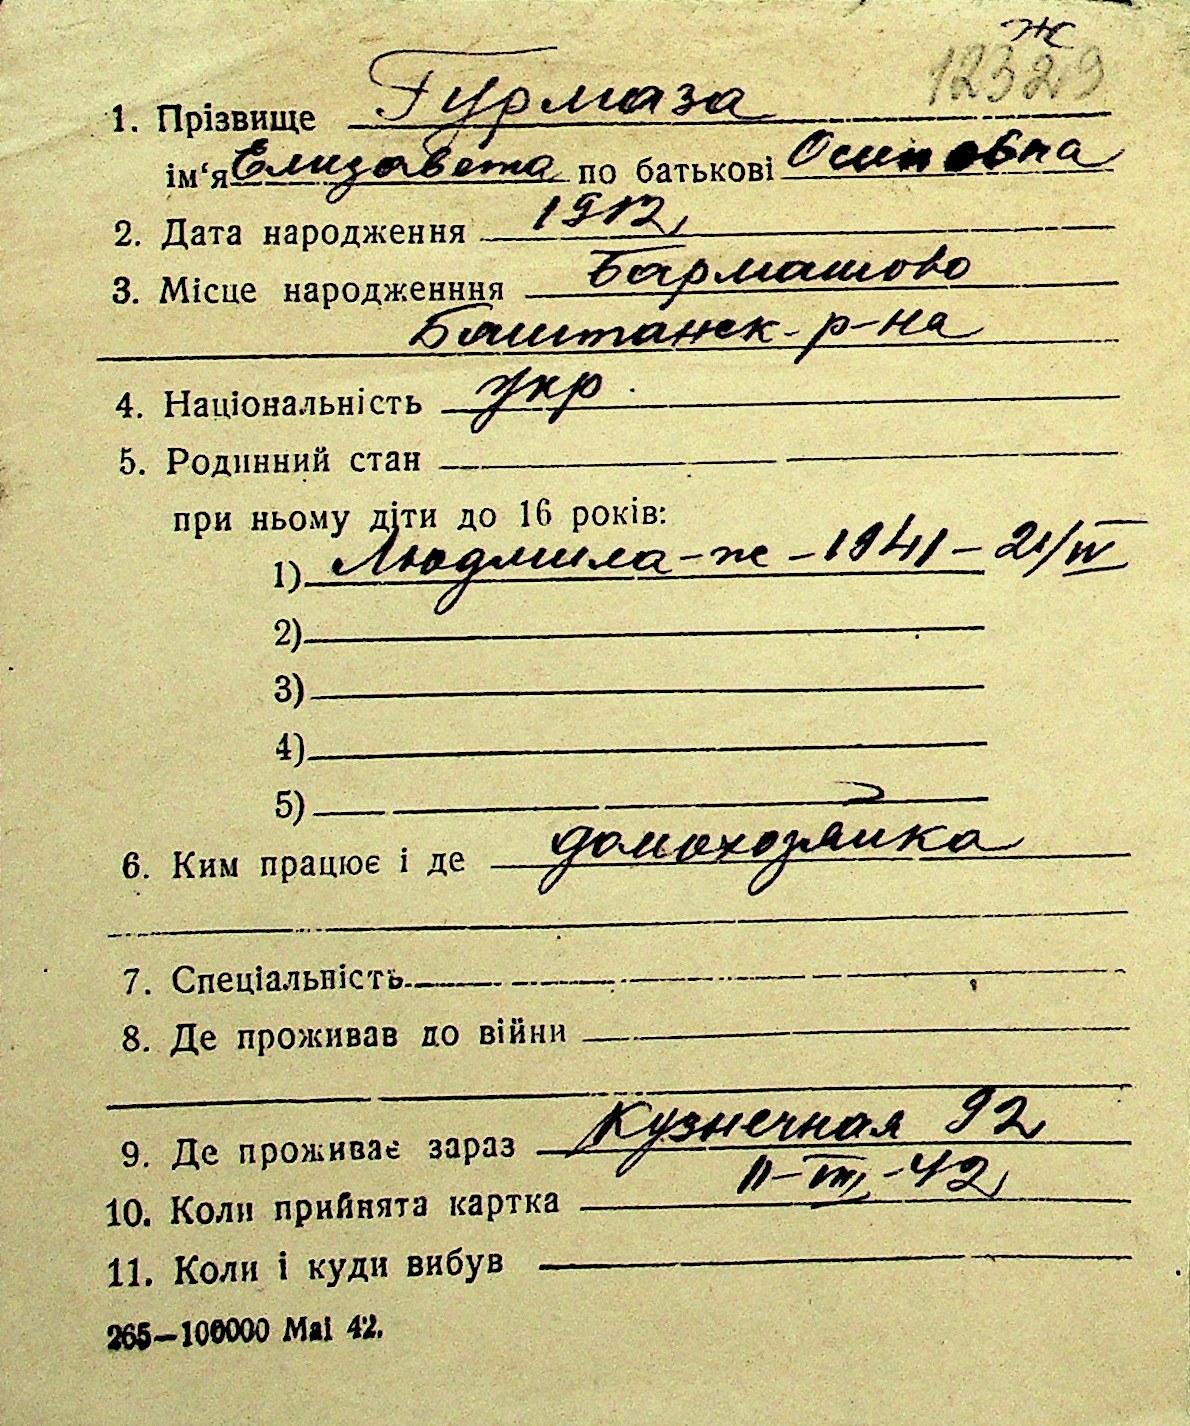 ж
12329
1. Прізвище Гурмаза
ім‘я Елизавета по батькові Осиповна
2. Дата народження 1912
3. Місце народженння Бармашово
Баштанск-р-на
4. Національність укр.
5. Родинний стан
при ньому діти до 16 років:
1) Людмила-ж-1941-21/IV
2)
3)
4)
5)
6. Ким працює і де домохозяйка
7. Спеціальність
8. Де проживав до війни
9. Де проживає зараз Кузнечная 92
10. Коли прийнята картка 11-VIII-42
11. Коли і куди вибув
265—100000 Mai 42.